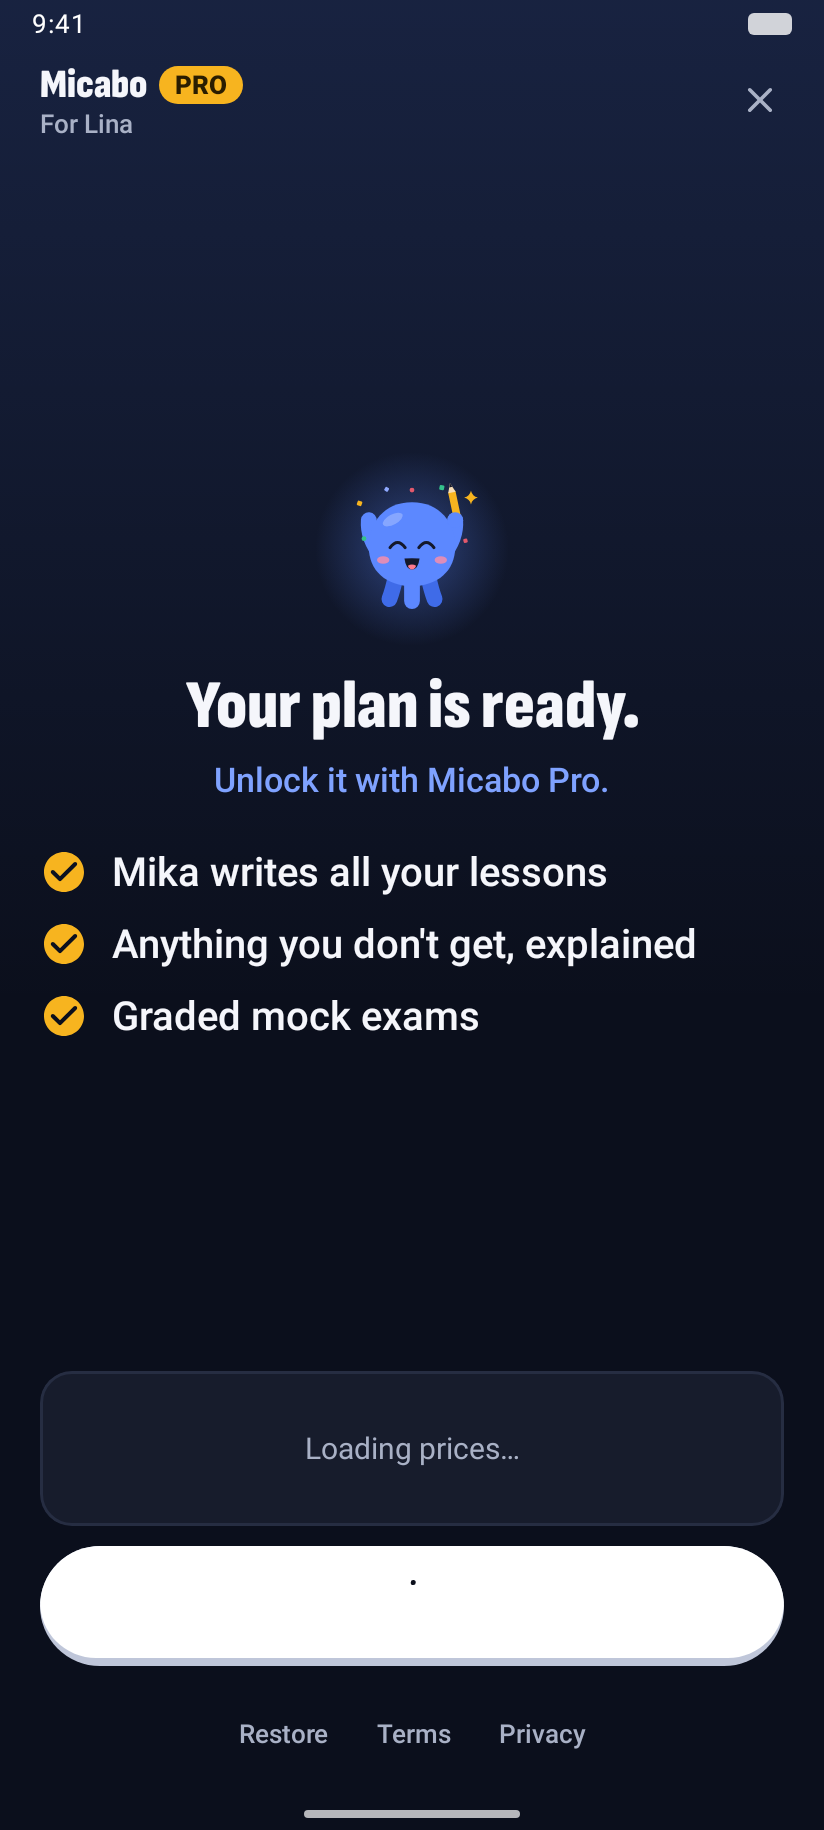 9:41
Micabo PRO
For Lina
Your plan is ready.
Unlock it with Micabo Pro.
Mika writes all your lessons
Anything you don't get, explained
Graded mock exams
Loading prices…
Restore Terms Privacy